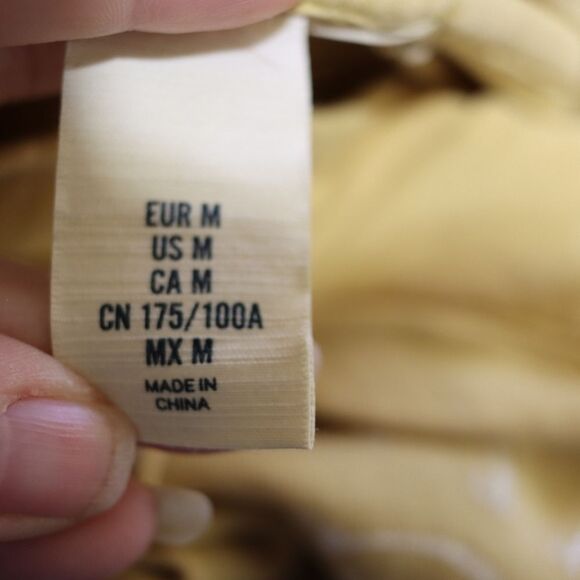 EUR M
US M
CA M
CN 175/100A
MX M
MADE IN
CHINA